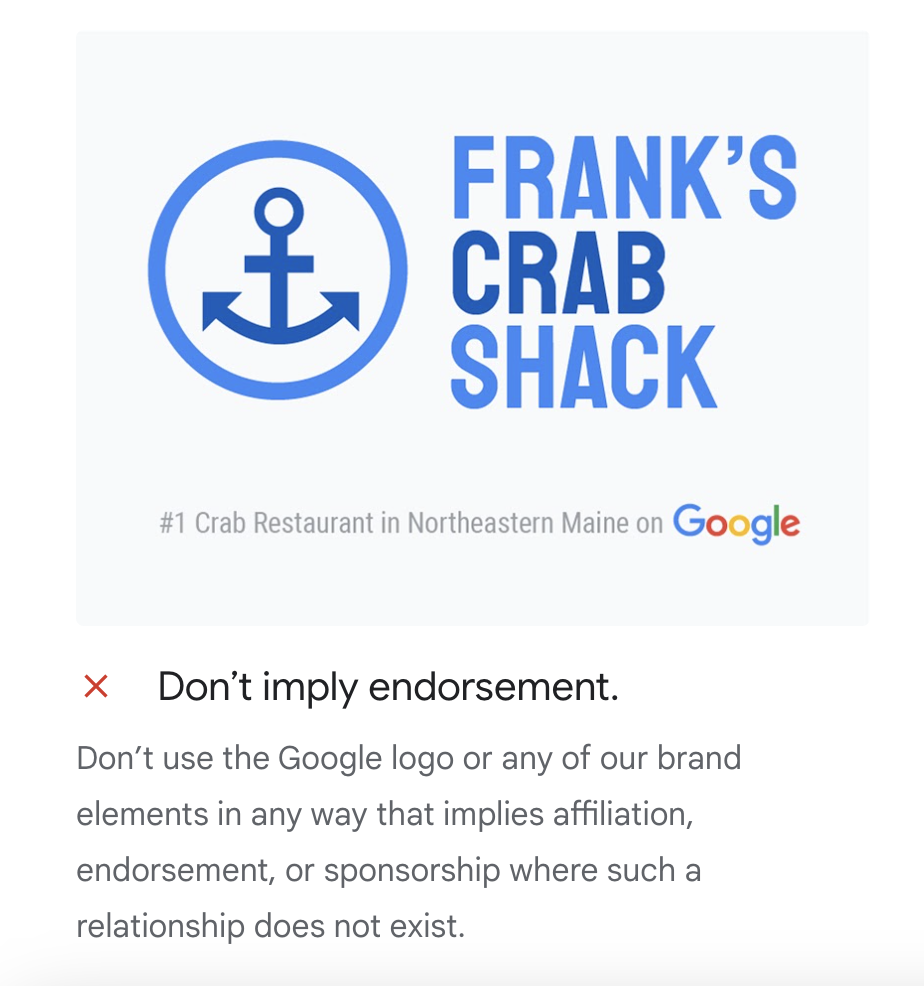 FRANK’S
CRAB
SHACK
#1 Crab Restaurant in Northeastern Maine on Google
Don’t imply endorsement.
Don’t use the Google logo or any of our brand
elements in any way that implies affiliation,
endorsement, or sponsorship where such a
relationship does not exist.